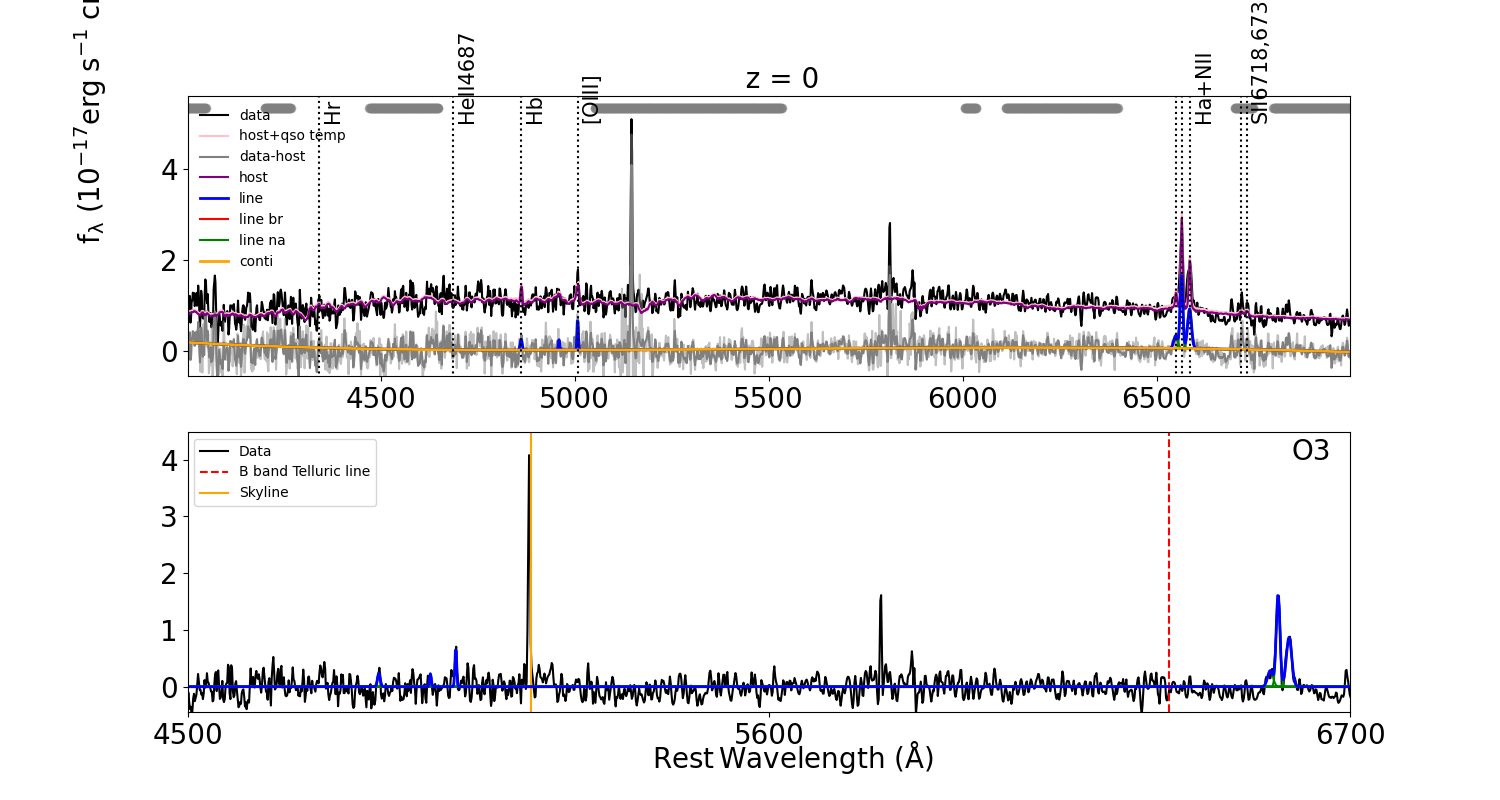 z = 0
f_λ (10^−17erg s^−1 c
Hr
HeII4687
Hb
[OIII]
Ha+NII
SII6718,673
data
host+qso temp
data-host
host
line
line br
line na
conti
4
2
0
4500 5000 5500 6000 6500
O3
Data
B band Telluric line
Skyline
4
3
2
1
0
4500 5600 6700
Rest Wavelength (Å)